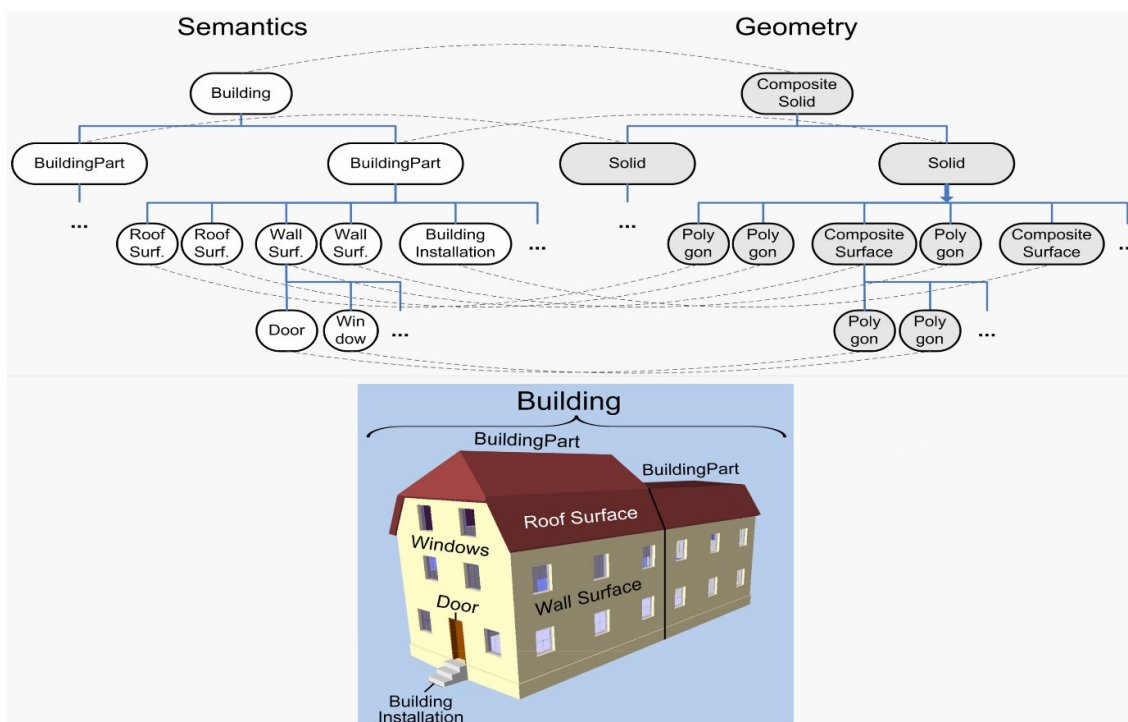 Semantics
Geometry
Building
Composite
Solid
BuildingPart
BuildingPart
Solid
Solid
...
Roof
Surf.
Roof
Surf.
Wall
Surf.
Wall
Surf.
Building
Installation
...
...
Poly
gon
Poly
gon
Composite
Surface
Poly
gon
Composite
Surface
...
Door
Win
dow
...
Poly
gon
Poly
gon
...
Building
BuildingPart
BuildingPart
Roof Surface
Windows
Wall Surface
Door
Building
Installation